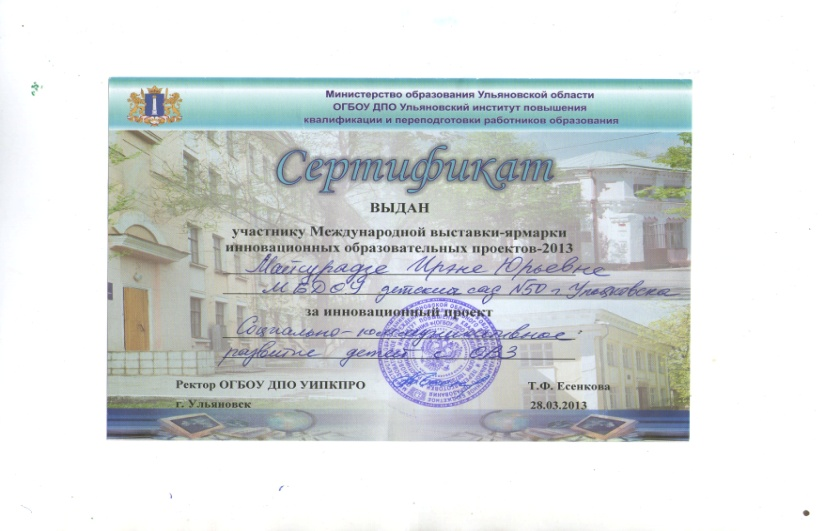 Министерство образования Ульяновской области
ОГБОУ ДПО Ульяновский институт повышения
квалификации и переподготовки работников образования
Сертификат
ВЫДАН
участнику Международной выставки-ярмарки
инновационных образовательных проектов-2013
Майсурадзе Ирине Юрьевне
МБДОУ детский сад №50 г. Ульяновска
за инновационный проект
Социально-коммуникативное
развитие детей с ОВЗ
Ректор ОГБОУ ДПО УИПКПРО Т.Ф. Есенкова
г. Ульяновск 28.03.2013